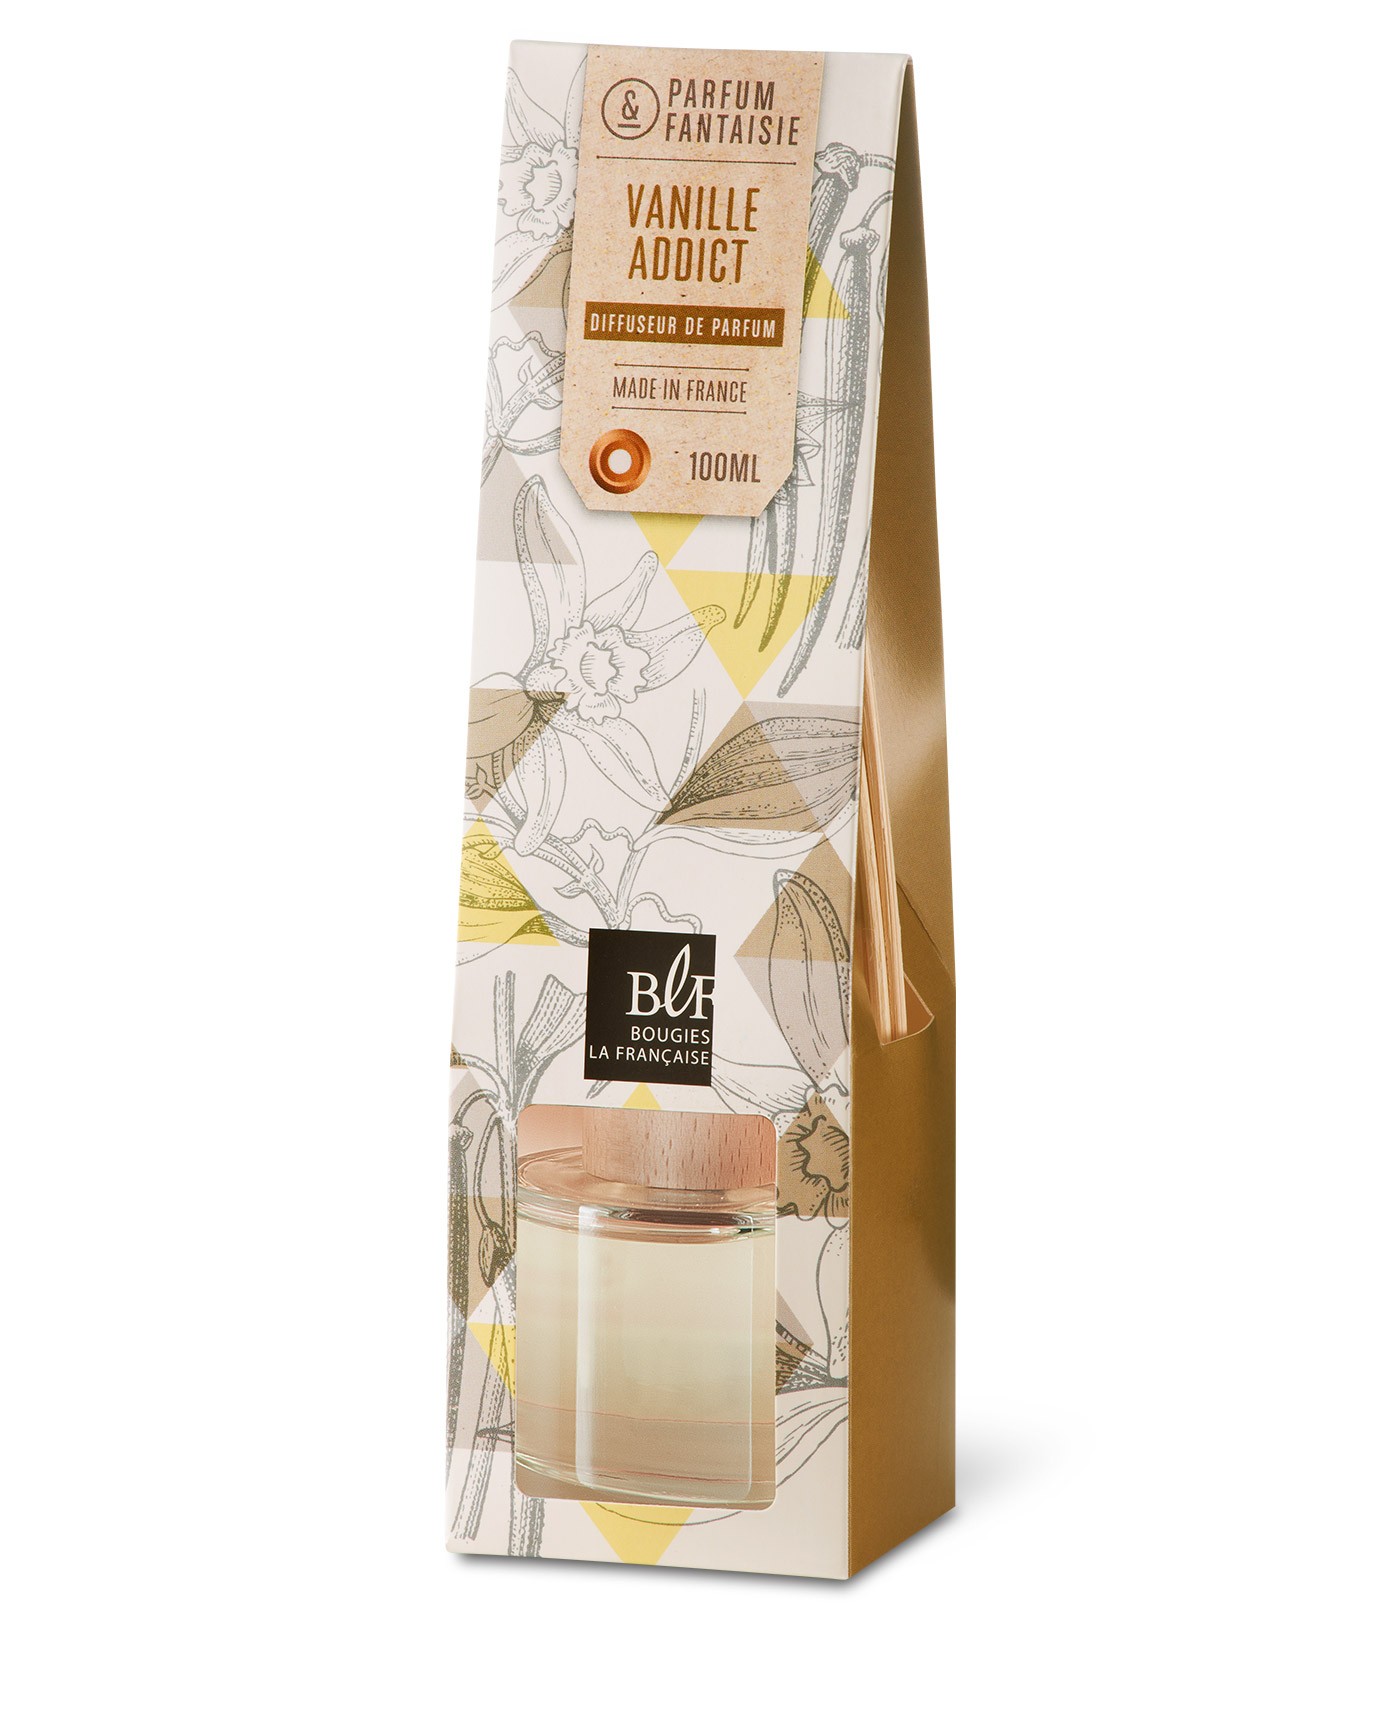 &
PARFUM
FANTAISIE
VANILLE
ADDICT
DIFFUSEUR DE PARFUM
MADE IN FRANCE
100ML
BlF
BOUGIES
LA FRANÇAISE